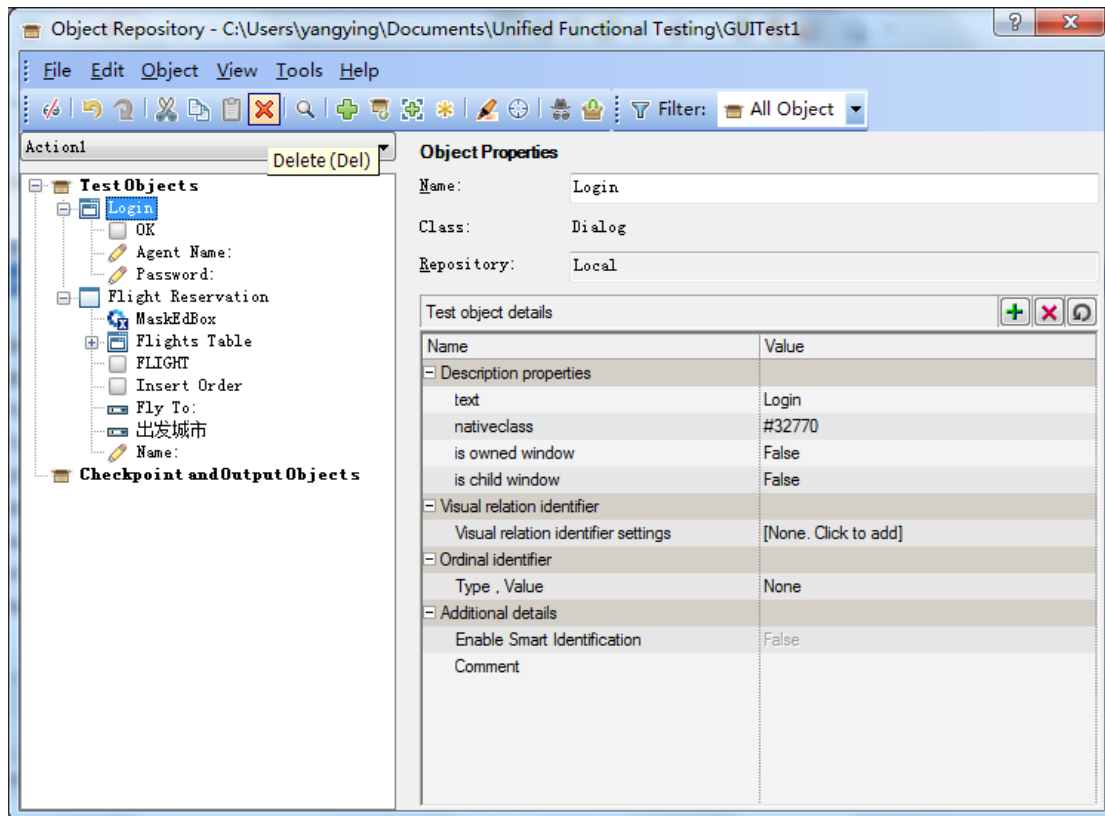 Object Repository - C:\Users\yangying\Documents\Unified Functional Testing\GUITest1
File Edit Object View Tools Help
Filter: All Object
Action1
Delete (Del)
Test Objects
Login
OK
Agent Name:
Password:
Flight Reservation
MaskEdBox
Flights Table
FLIGHT
Insert Order
Fly To:
出发城市
Name:
Checkpoint and Output Objects
Object Properties
Name: Login
Class: Dialog
Repository: Local
Test object details
Name Value
Description properties
text Login
nativeclass #32770
is owned window False
is child window False
Visual relation identifier
Visual relation identifier settings [None. Click to add]
Ordinal identifier
Type , Value None
Additional details
Enable Smart Identification False
Comment